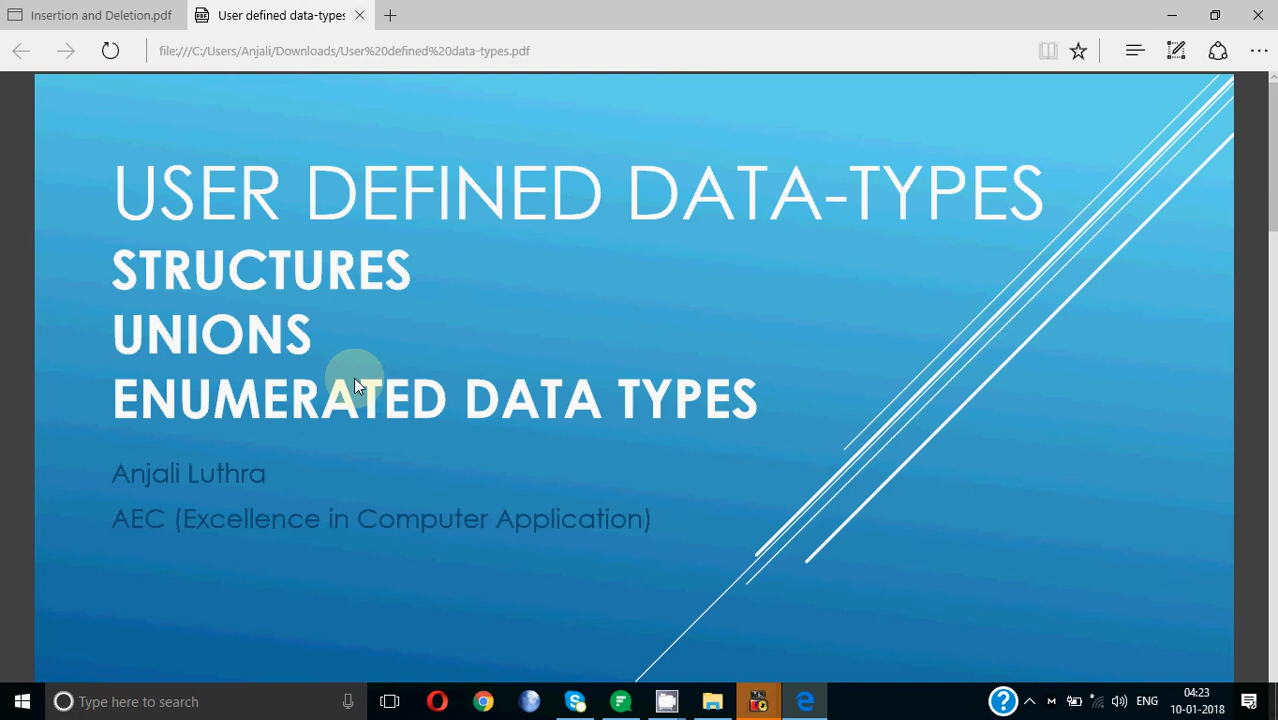 Insertion and Deletion.pdf
User defined data-types
file:///C:/Users/Anjali/Downloads/User%20defined%20data-types.pdf
USER DEFINED DATA-TYPES
STRUCTURES
UNIONS
ENUMERATED DATA TYPES
Anjali Luthra
AEC (Excellence in Computer Application)
Type here to search
ENG
04:23
10-01-2018